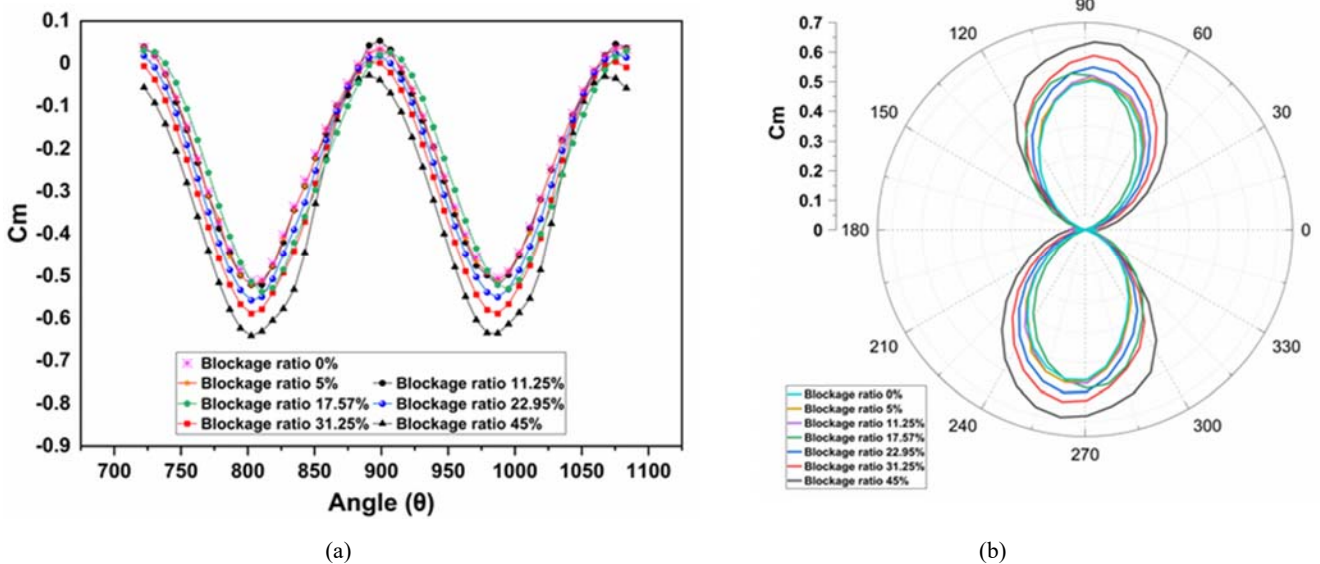 0.1
0
-0.1
-0.2
-0.3
-0.4
-0.5
-0.6
-0.7
-0.8
-0.9
Cm
Blockage ratio 0%
Blockage ratio 5%
Blockage ratio 11.25%
Blockage ratio 17.57%
Blockage ratio 22.95%
Blockage ratio 31.25%
Blockage ratio 45%
700 750 800 850 900 950 1000 1050 1100
Angle (θ)
(a)
0.7
0.6
0.5
0.4
0.3
0.2
0.1
0
Cm
90
120 60
150 30
180 0
210 330
240 300
270
Blockage ratio 0%
Blockage ratio 5%
Blockage ratio 11.25%
Blockage ratio 17.57%
Blockage ratio 22.95%
Blockage ratio 31.25%
Blockage ratio 45%
(b)